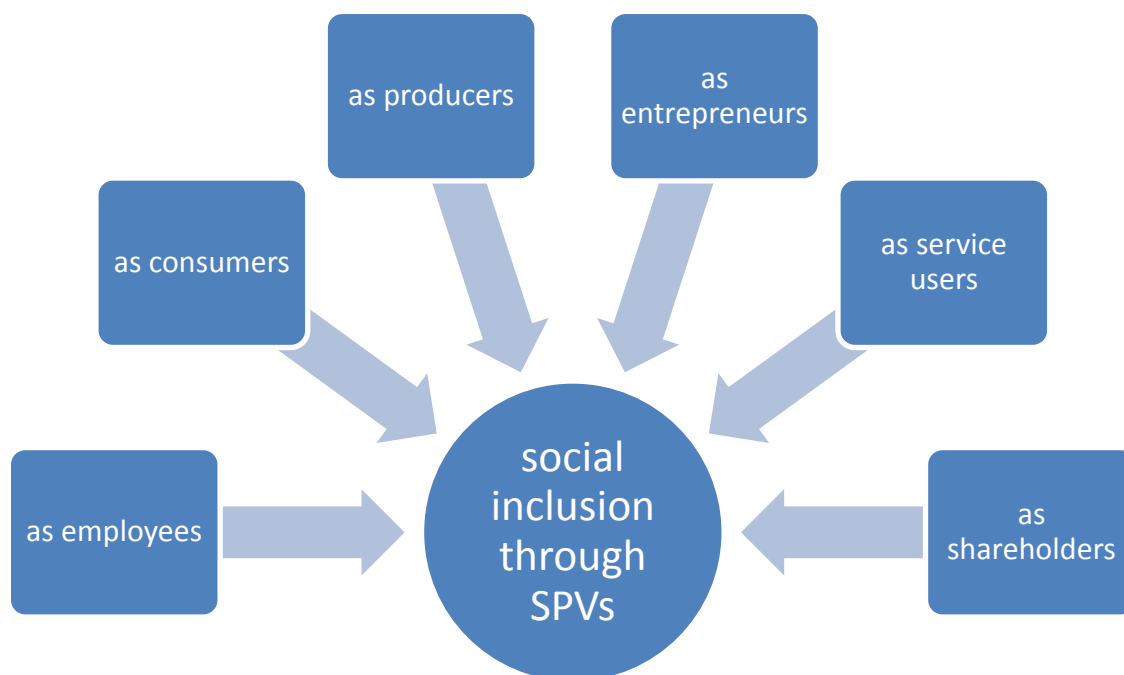 as producers
as
entrepreneurs
as consumers
as service
users
as employees
social
inclusion
through
SPVs
as
shareholders